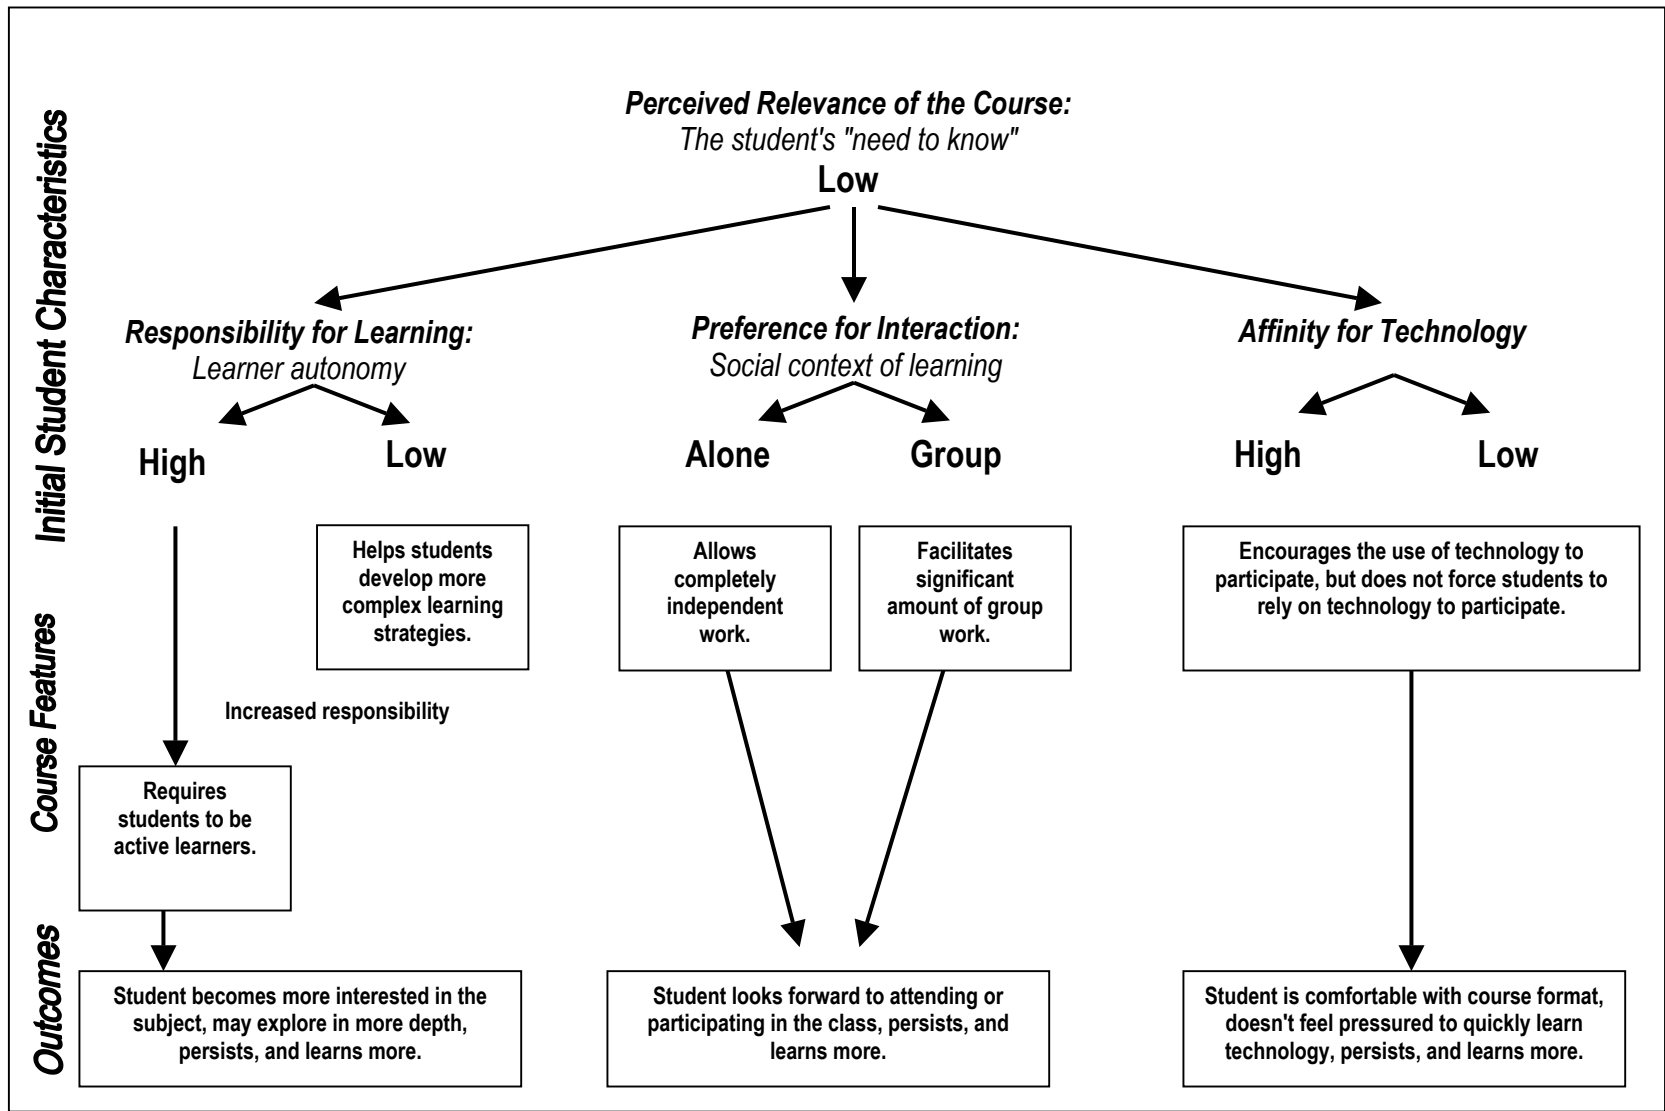 Initial Student Characteristics
Course Features
Outcomes
Perceived Relevance of the Course:
The student's "need to know"
Low
Responsibility for Learning:
Learner autonomy
High
Low
Preference for Interaction:
Social context of learning
Alone
Group
Affinity for Technology
High
Low
Helps students
develop more
complex learning
strategies.
Allows
completely
independent
work.
Facilitates
significant
amount of group
work.
Encourages the use of technology to
participate, but does not force students to
rely on technology to participate.
Increased responsibility
Requires
students to be
active learners.
Student becomes more interested in the
subject, may explore in more depth,
persists, and learns more.
Student looks forward to attending or
participating in the class, persists, and
learns more.
Student is comfortable with course format,
doesn't feel pressured to quickly learn
technology, persists, and learns more.